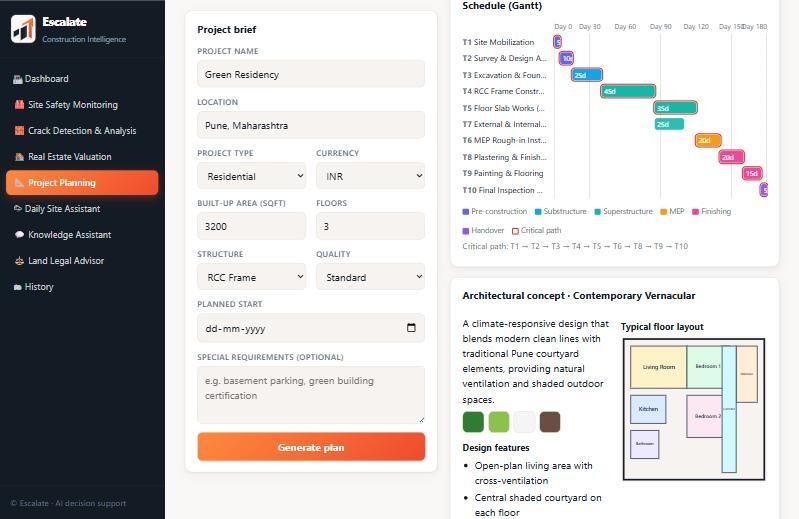 Escalate
Construction Intelligence
Dashboard
Site Safety Monitoring
Crack Detection & Analysis
Real Estate Valuation
Project Planning
Daily Site Assistant
Knowledge Assistant
Land Legal Advisor
History
© Escalate · AI decision support
Project brief
PROJECT NAME
Green Residency
LOCATION
Pune, Maharashtra
PROJECT TYPE CURRENCY
Residential INR
BUILT-UP AREA (SQFT) FLOORS
3200 3
STRUCTURE QUALITY
RCC Frame Standard
PLANNED START
dd-mm-yyyy
SPECIAL REQUIREMENTS (OPTIONAL)
e.g. basement parking, green building
certification
Generate plan
Schedule (Gantt)
Day 0 Day 30 Day 60 Day 90 Day 120 Day 150 Day 180
T1 Site Mobilization 5
T2 Survey & Design A... 10d
T3 Excavation & Foun... 25d
T4 RCC Frame Constr... 45d
T5 Floor Slab Works (... 35d
T7 External & Internal... 25d
T6 MEP Rough-in Inst... 20d
T8 Plastering & Finish... 20d
T9 Painting & Flooring 15d
T10 Final Inspection ... 5
Pre-construction Substructure Superstructure MEP Finishing
Handover Critical path
Critical path: T1 → T2 → T3 → T4 → T5 → T6 → T8 → T9 → T10
Architectural concept · Contemporary Vernacular
A climate-responsive design that
blends modern clean lines with
traditional Pune courtyard
elements, providing natural
ventilation and shaded outdoor
spaces.
Design features
Open-plan living area with
cross-ventilation
Central shaded courtyard on
each floor
Typical floor layout
Living Room Bedroom 1
Kitchen Bedroom 2
Bathroom